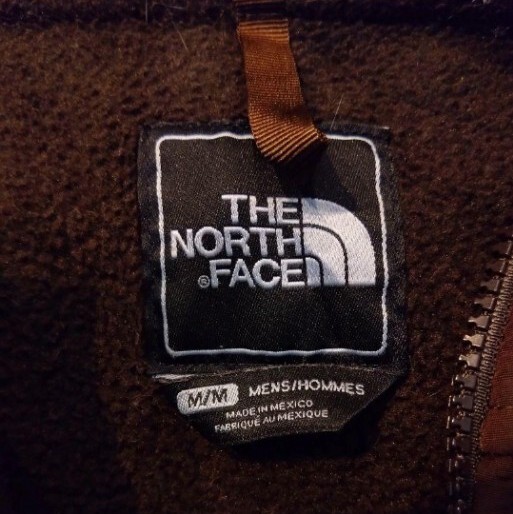 THE
NORTH
®FACE
M/M MENS/HOMMES
MADE IN MEXICO
FABRIQUÉ AU MEXIQUE